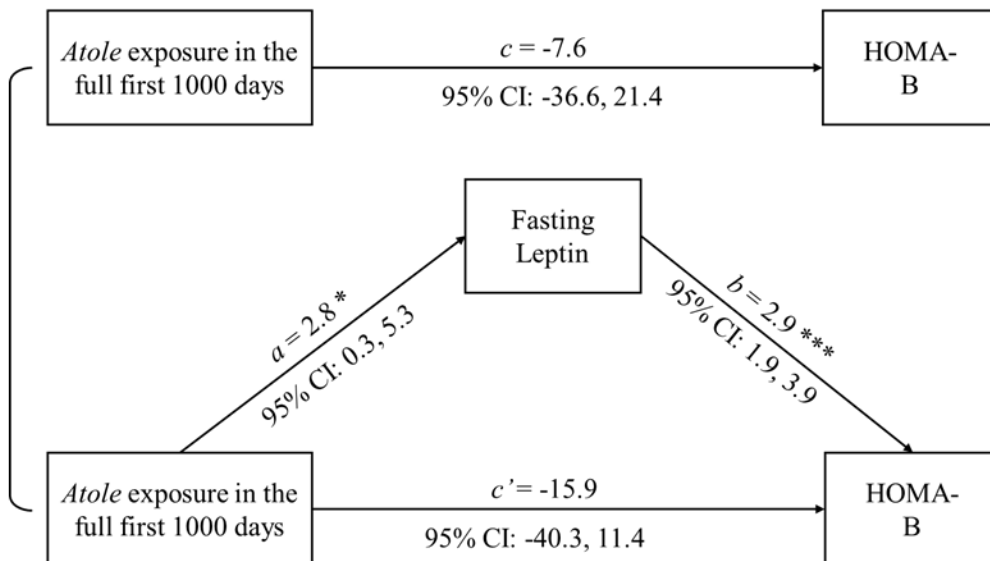 Atole exposure in the
full first 1000 days
c = -7.6
95% CI: -36.6, 21.4
HOMA-
B
Fasting
Leptin
a = 2.8 *
95% CI: 0.3, 5.3
b = 2.9 ***
95% CI: 1.9, 3.9
Atole exposure in the
full first 1000 days
c’= -15.9
95% CI: -40.3, 11.4
HOMA-
B